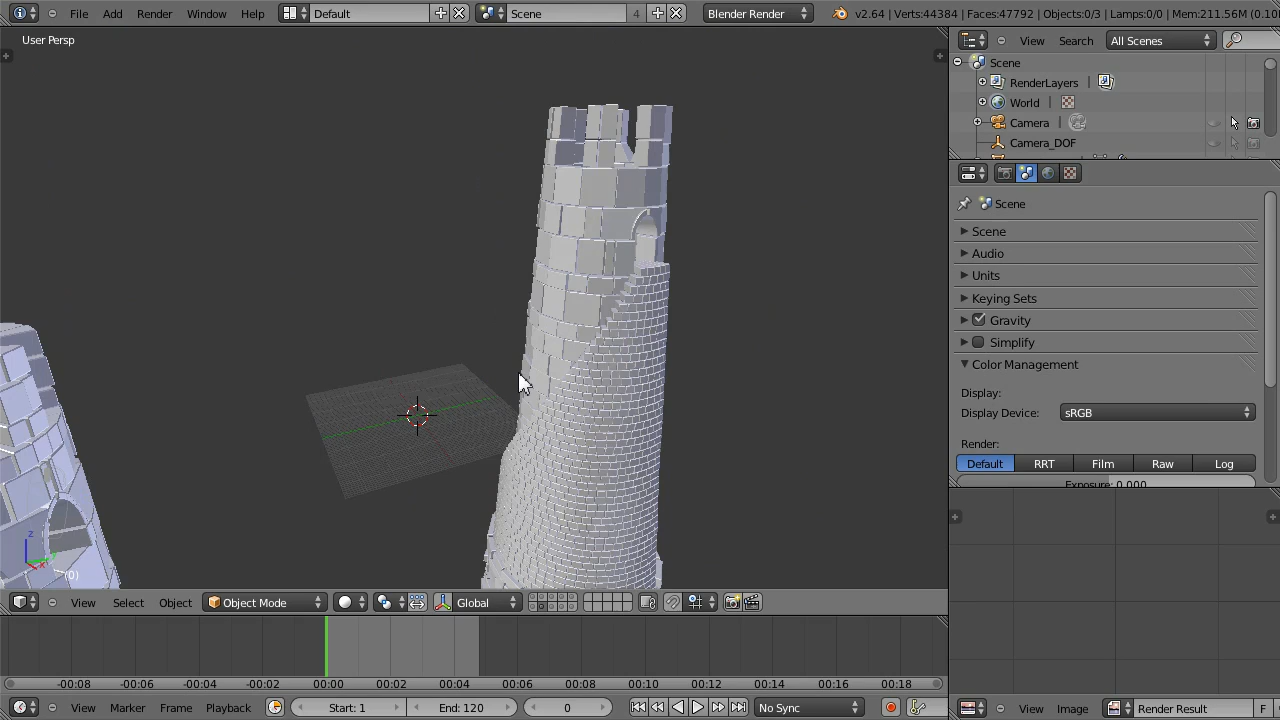 File Add Render Window Help Default Scene 4 Blender Render v2.64 | Verts:44384 | Faces:47792 | Objects:0/3 | Lamps:0/0 | Mem:211.56M (0.10
User Persp
View Search All Scenes
Scene
RenderLayers |
World |
Camera |
Camera_DOF
Scene
Scene
Audio
Units
Keying Sets
Gravity
Simplify
Color Management
Display:
Display Device: sRGB
Render:
Default RRT Film Raw Log
Exposure: 0.000
z
(0)
View Select Object Object Mode Global
-00:08 -00:06 -00:04 -00:02 00:00 00:02 00:04 00:06 00:08 00:10 00:12 00:14 00:16 00:18
View Marker Frame Playback Start: 1 End: 120 0 No Sync
View Image Render Result F